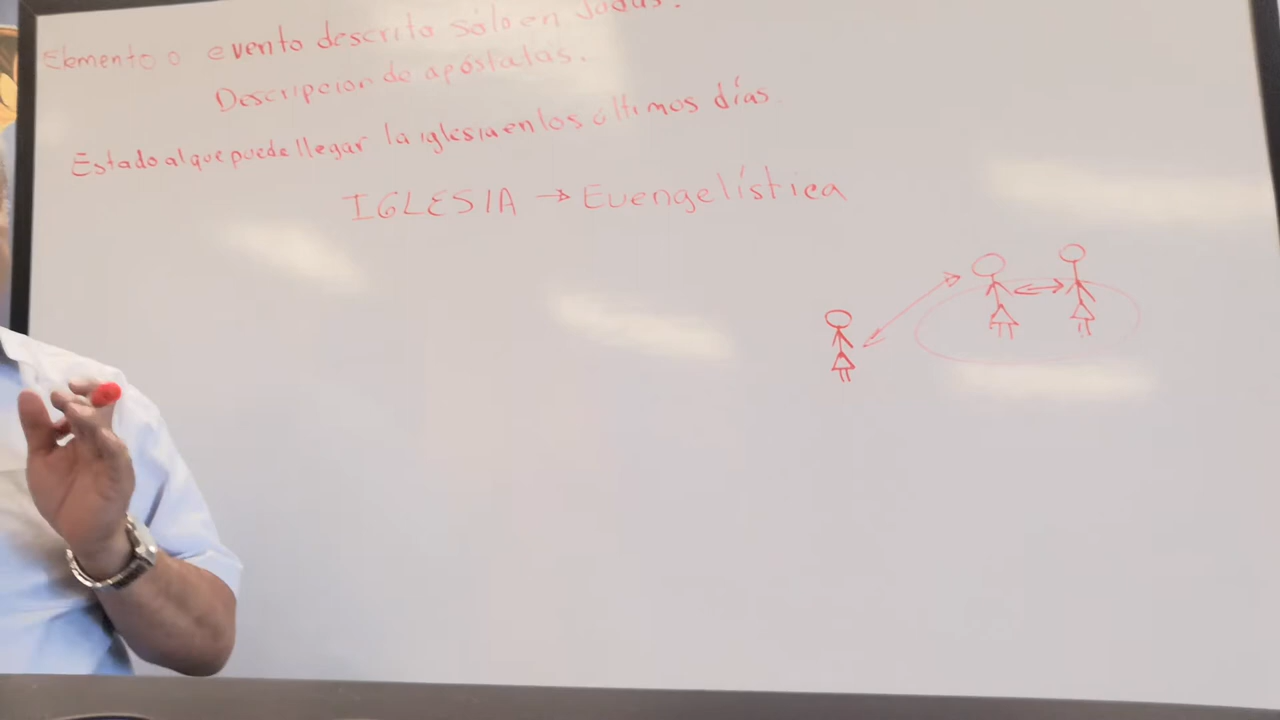 Elemento o evento descrito sólo en Judas.
Descripcion de apóstatas.
Estado al que puede llegar la iglesia en los últimos días
IGLESIA → Evengelística